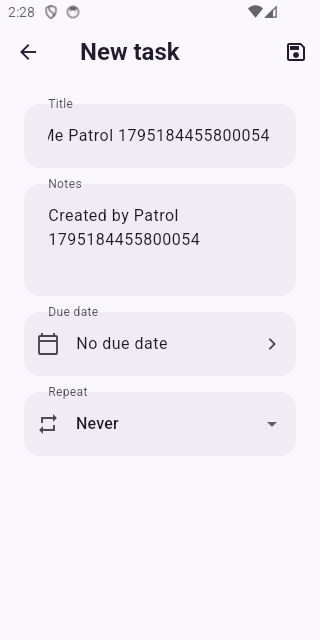 2:28
New task
Title
Me Patrol 1795184455800054
Notes
Created by Patrol
1795184455800054
Due date
No due date
Repeat
Never